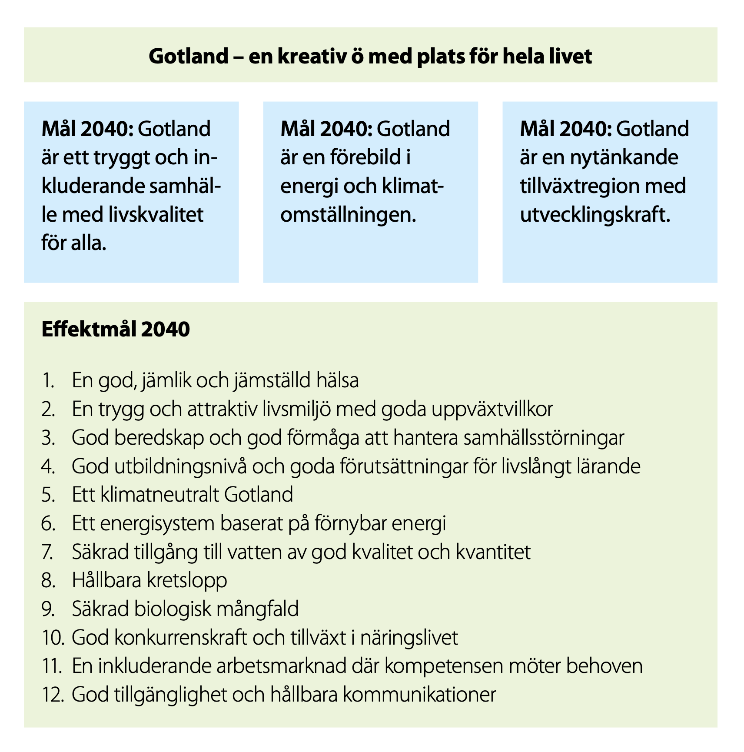 Gotland – en kreativ ö med plats för hela livet
Mål 2040: Gotland
är ett tryggt och in-
kluderande samhäl-
le med livskvalitet
för alla.
Mål 2040: Gotland
är en förebild i
energi och klimat-
omställningen.
Mål 2040: Gotland
är en nytänkande
tillväxtregion med
utvecklingskraft.
Effektmål 2040
1. En god, jämlik och jämställd hälsa
2. En trygg och attraktiv livsmiljö med goda uppväxtvillkor
3. God beredskap och god förmåga att hantera samhällsstörningar
4. God utbildningsnivå och goda förutsättningar för livslångt lärande
5. Ett klimatneutralt Gotland
6. Ett energisystem baserat på förnybar energi
7. Säkrad tillgång till vatten av god kvalitet och kvantitet
8. Hållbara kretslopp
9. Säkrad biologisk mångfald
10. God konkurrenskraft och tillväxt i näringslivet
11. En inkluderande arbetsmarknad där kompetensen möter behoven
12. God tillgänglighet och hållbara kommunikationer